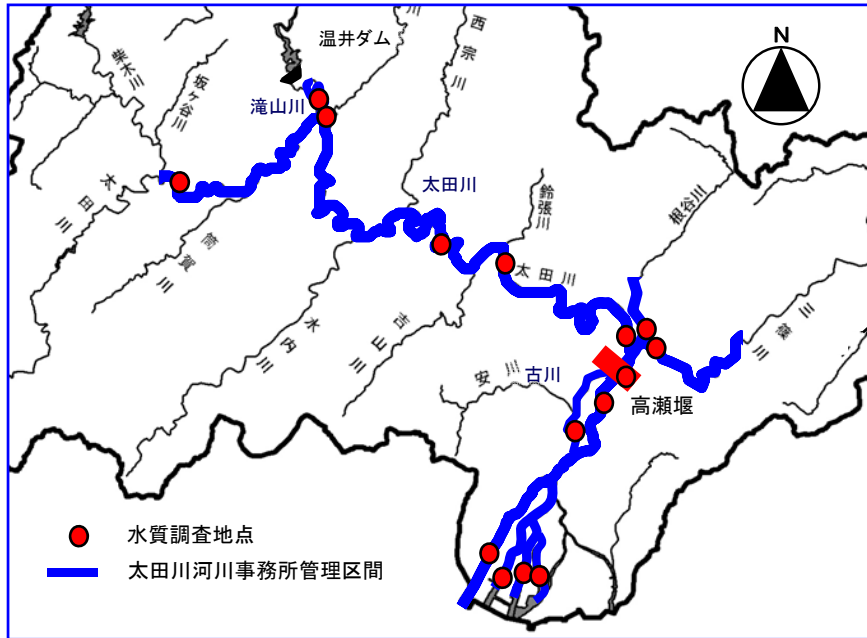 温井ダム
西宗川
川
N
柴木川
坂ヶ谷川
滝山川
太田川
太田川
鈴張川
根谷川
筒賀川
太田川
水内川
吉山川
三篠川
安川
古川
高瀬堰
水質調査地点
太田川河川事務所管理区間